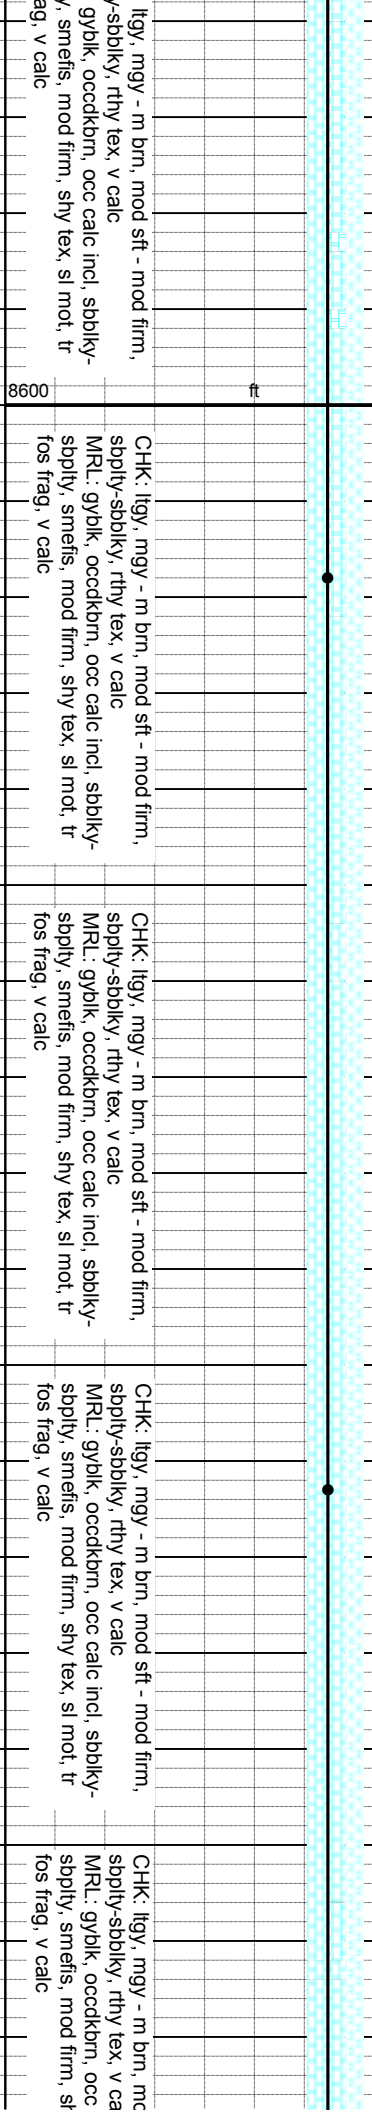 ltgy, mgy - m brn, mod sft - mod firm,
y-sbblky, rthy tex, v calc
gyblk, occdkbrn, occ calc incl, sbblky-
y, smefis, mod firm, shy tex, sl mot, tr
ag, v calc
8600 ft
CHK: ltgy, mgy - m brn, mod sft - mod firm,
sbplty-sbblky, rthy tex, v calc
MRL: gyblk, occdkbrn, occ calc incl, sbblky-
sbplty, smefis, mod firm, shy tex, sl mot, tr
fos frag, v calc
CHK: ltgy, mgy - m brn, mod sft - mod firm,
sbplty-sbblky, rthy tex, v calc
MRL: gyblk, occdkbrn, occ calc incl, sbblky-
sbplty, smefis, mod firm, shy tex, sl mot, tr
fos frag, v calc
CHK: ltgy, mgy - m brn, mod sft - mod firm,
sbplty-sbblky, rthy tex, v calc
MRL: gyblk, occdkbrn, occ calc incl, sbblky-
sbplty, smefis, mod firm, shy tex, sl mot, tr
fos frag, v calc
CHK: ltgy, mgy - m brn, mo
sbplty-sbblky, rthy tex, v ca
MRL: gyblk, occdkbrn, occ
sbplty, smefis, mod firm, sh
fos frag, v calc